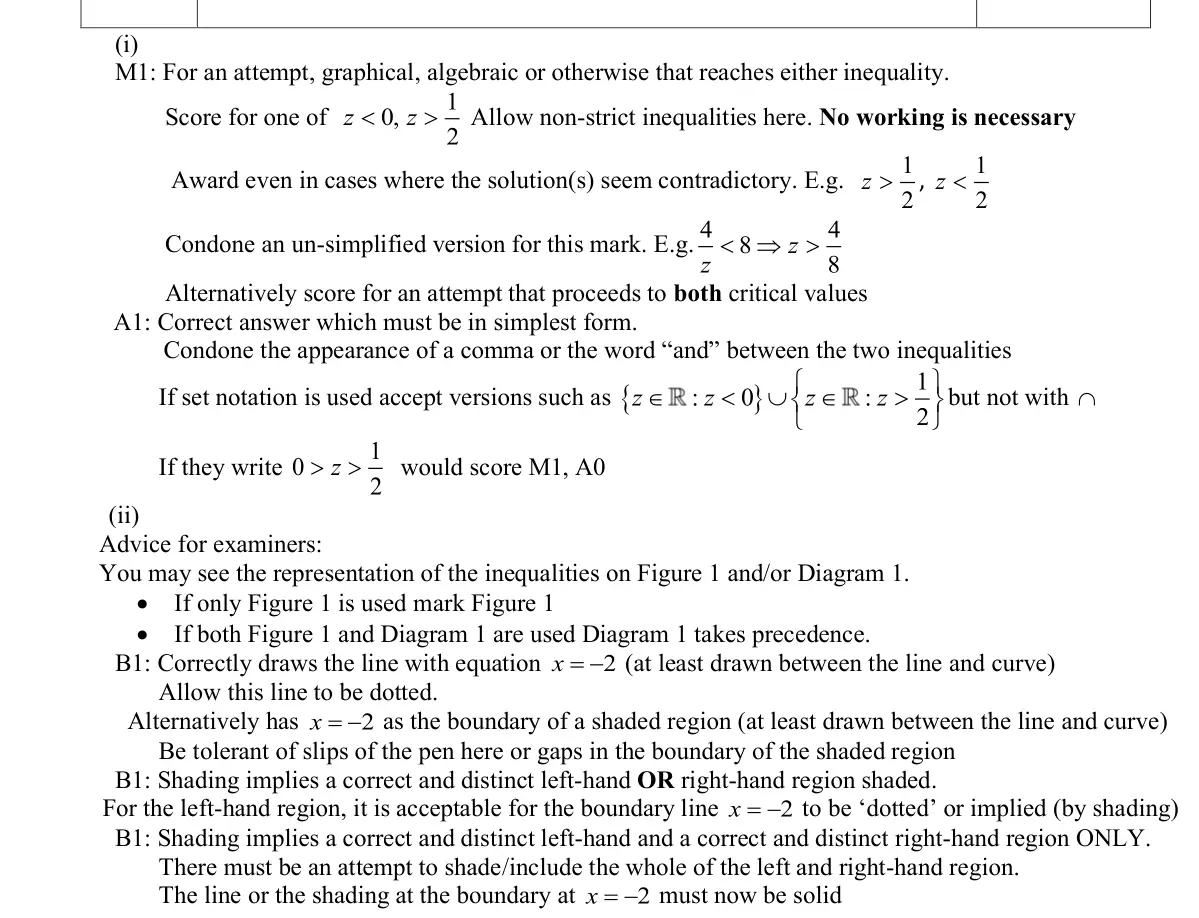 (i)
M1: For an attempt, graphical, algebraic or otherwise that reaches either inequality.
Score for one of z < 0, z > 1/2 Allow non-strict inequalities here. No working is necessary
Award even in cases where the solution(s) seem contradictory. E.g. z > 1/2, z < 1/2
Condone an un-simplified version for this mark. E.g. 4/z < 8 ⇒ z > 4/8
Alternatively score for an attempt that proceeds to both critical values
A1: Correct answer which must be in simplest form.
Condone the appearance of a comma or the word “and” between the two inequalities
If set notation is used accept versions such as {z ∈ ℝ : z < 0} ∪ {z ∈ ℝ : z > 1/2} but not with ∩
If they write 0 > z > 1/2 would score M1, A0
(ii)
Advice for examiners:
You may see the representation of the inequalities on Figure 1 and/or Diagram 1.
• If only Figure 1 is used mark Figure 1
• If both Figure 1 and Diagram 1 are used Diagram 1 takes precedence.
B1: Correctly draws the line with equation x = −2 (at least drawn between the line and curve)
Allow this line to be dotted.
Alternatively has x = −2 as the boundary of a shaded region (at least drawn between the line and curve)
Be tolerant of slips of the pen here or gaps in the boundary of the shaded region
B1: Shading implies a correct and distinct left-hand OR right-hand region shaded.
For the left-hand region, it is acceptable for the boundary line x = −2 to be ‘dotted’ or implied (by shading)
B1: Shading implies a correct and distinct left-hand and a correct and distinct right-hand region ONLY.
There must be an attempt to shade/include the whole of the left and right-hand region.
The line or the shading at the boundary at x = −2 must now be solid